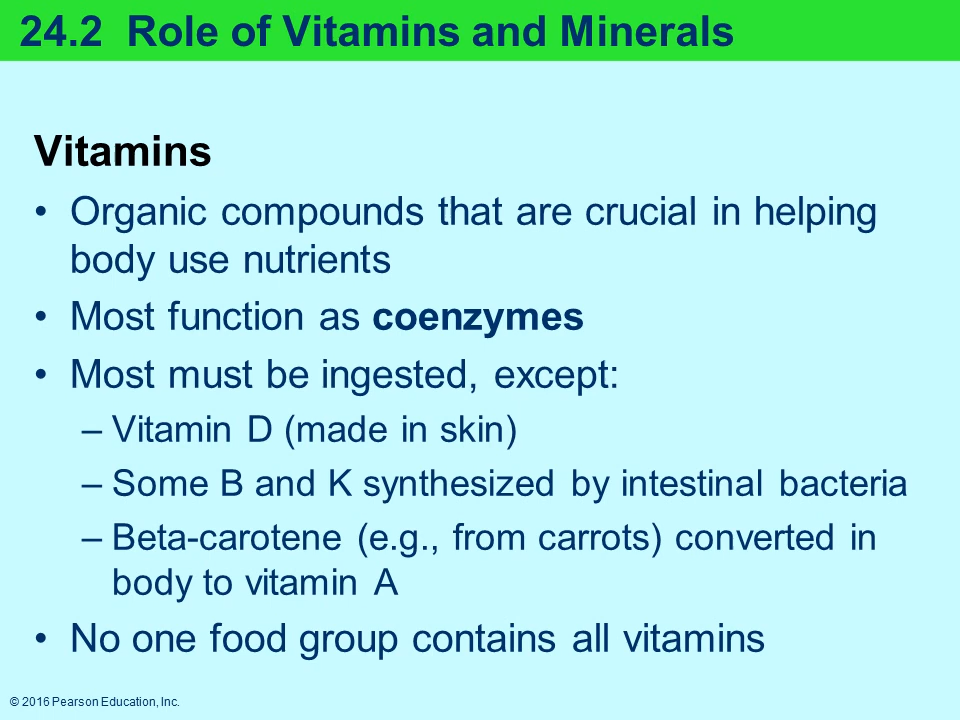 24.2 Role of Vitamins and Minerals
Vitamins
• Organic compounds that are crucial in helping
body use nutrients
• Most function as coenzymes
• Most must be ingested, except:
– Vitamin D (made in skin)
– Some B and K synthesized by intestinal bacteria
– Beta-carotene (e.g., from carrots) converted in
body to vitamin A
• No one food group contains all vitamins
© 2016 Pearson Education, Inc.